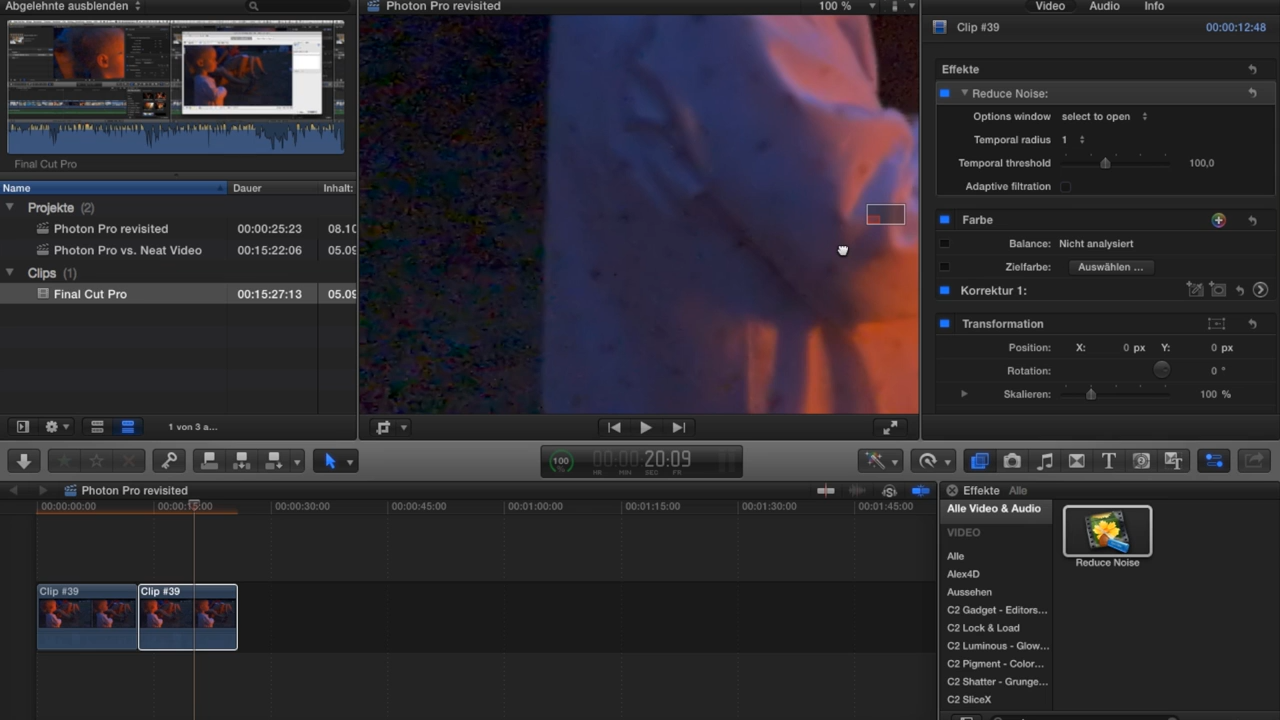 Abgelehnte ausblenden
Final Cut Pro
Name Dauer Inhalt:
Projekte (2)
Photon Pro revisited 00:00:25:23 08.10
Photon Pro vs. Neat Video 00:15:22:06 05.09
Clips (1)
Final Cut Pro 00:15:27:13 05.09
1 von 3 a...
Photon Pro revisited 100 %
Video Audio Info
Clip #39 00:00:12:48
Effekte
Reduce Noise:
Options window select to open
Temporal radius 1
Temporal threshold 100,0
Adaptive filtration
Farbe
Balance: Nicht analysiert
Zielfarbe: Auswählen ...
Korrektur 1:
Transformation
Position: X: 0 px Y: 0 px
Rotation: 0 °
Skalieren: 100 %
100 00:00:20:09
HR MIN SEC FR
Photon Pro revisited
00:00:00:00 00:00:15:00 00:00:30:00 00:00:45:00 00:01:00:00 00:01:15:00 00:01:30:00 00:01:45:00
Clip #39 Clip #39
Effekte Alle
Alle Video & Audio
VIDEO
Alle
Alex4D
Aussehen
C2 Gadget - Editors...
C2 Lock & Load
C2 Luminous - Glow...
C2 Pigment - Color...
C2 Shatter - Grunge...
C2 SliceX
Reduce Noise